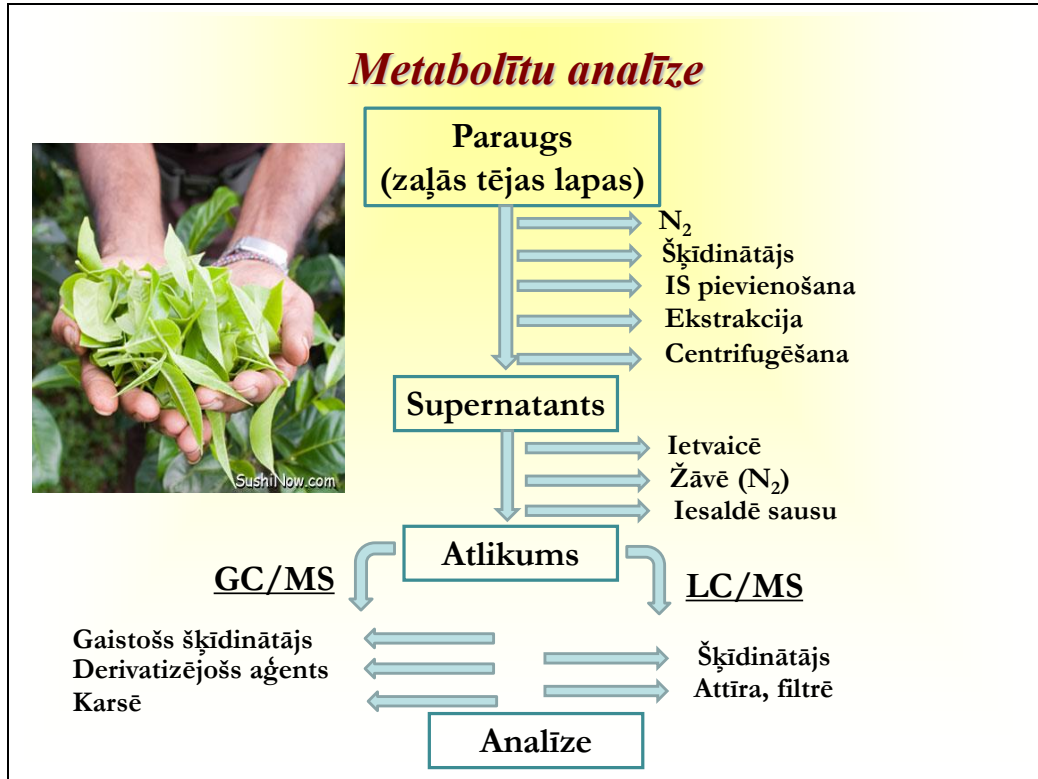 Metabolītu analīze
Paraugs
(zaļās tējas lapas)
N₂
Šķīdinātājs
IS pievienošana
Ekstrakcija
Centrifugēšana
SushiNow.com
Supernatants
Ietvaicē
Žāvē (N₂)
Iesaldē sausu
Atlikums
GC/MS
LC/MS
Gaistošs šķīdinātājs
Derivatizējošs aģents
Karsē
Šķīdinātājs
Attīra, filtrē
Analīze